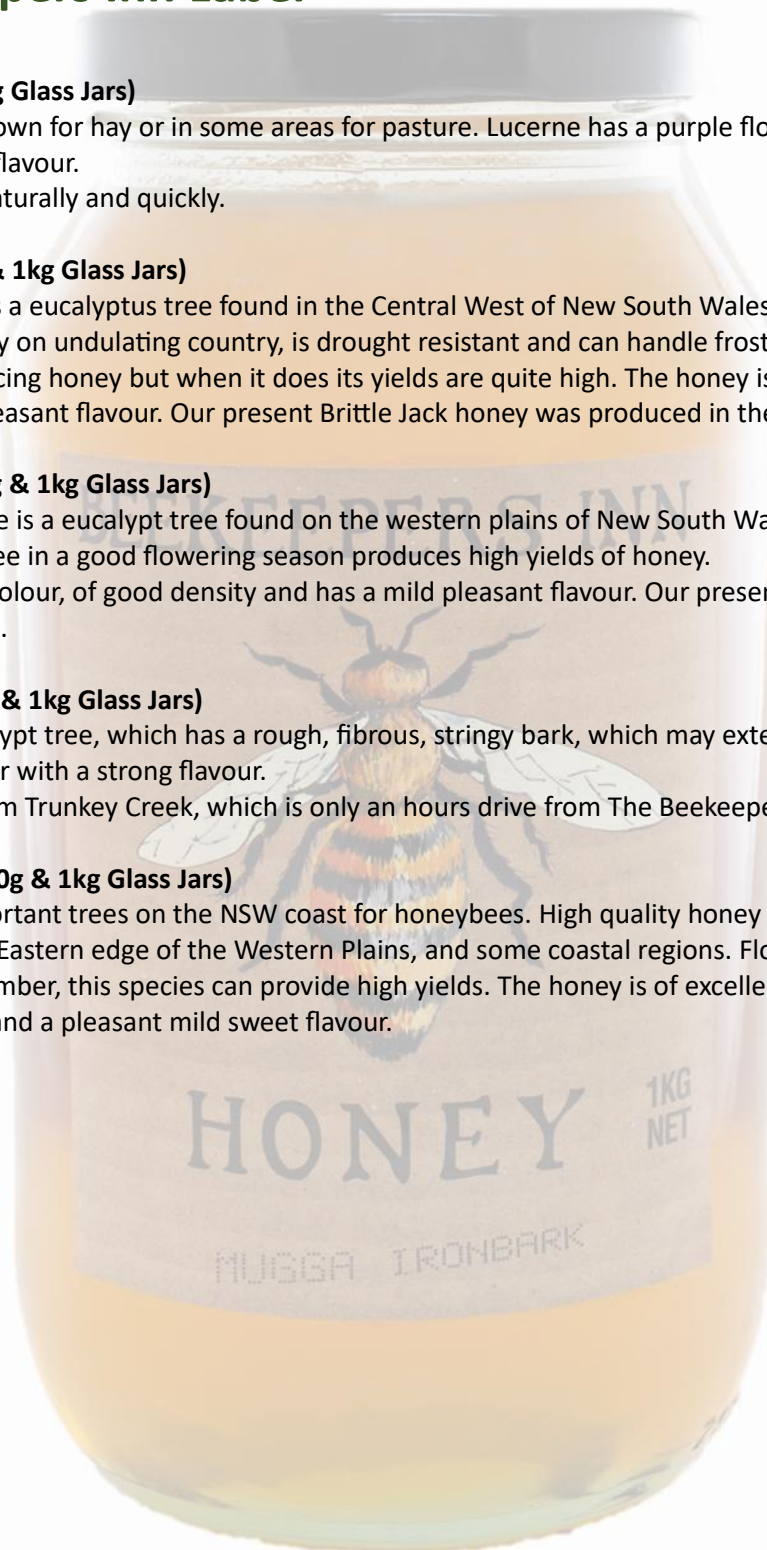 pers Inn Label
g Glass Jars)
own for hay or in some areas for pasture. Lucerne has a purple flo
flavour.
aturally and quickly.
& 1kg Glass Jars)
s a eucalyptus tree found in the Central West of New South Wales
y on undulating country, is drought resistant and can handle frost
cing honey but when it does its yields are quite high. The honey is
easant flavour. Our present Brittle Jack honey was produced in the
g & 1kg Glass Jars)
e is a eucalypt tree found on the western plains of New South Wa
ee in a good flowering season produces high yields of honey.
olour, of good density and has a mild pleasant flavour. Our preser
.
& 1kg Glass Jars)
ypt tree, which has a rough, fibrous, stringy bark, which may exte
r with a strong flavour.
m Trunkey Creek, which is only an hours drive from The Beekeepe
0g & 1kg Glass Jars)
ortant trees on the NSW coast for honeybees. High quality honey
Eastern edge of the Western Plains, and some coastal regions. Flo
mber, this species can provide high yields. The honey is of excelle
and a pleasant mild sweet flavour.
BEEKEEPERS INN
HONEY
1KG
NET
MUGGA IRONBARK